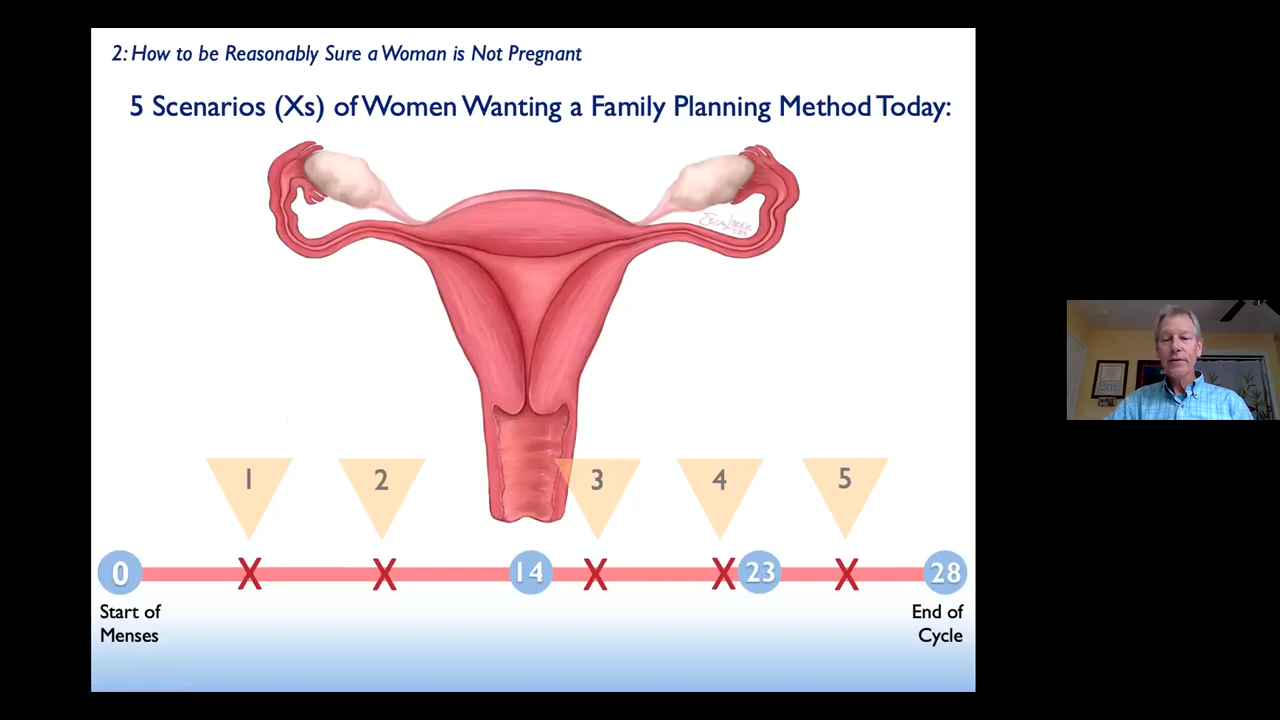 2: How to be Reasonably Sure a Woman is Not Pregnant
5 Scenarios (Xs) of Women Wanting a Family Planning Method Today:
1 2 3 4 5
0 X X 14 X X 23 X 28
Start of
Menses
End of
Cycle